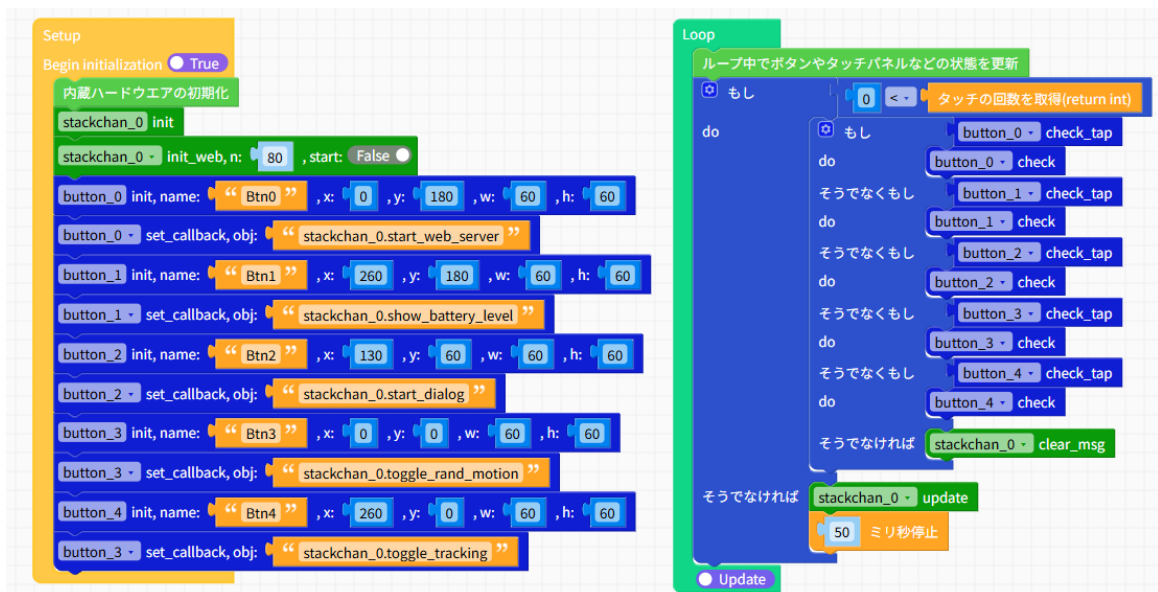 Setup
Begin initialization True
内蔵ハードウエアの初期化
stackchan_0 init
stackchan_0 init_web, n: 80 , start: False
button_0 init, name: “ Btn0 ” , x: 0 , y: 180 , w: 60 , h: 60
button_0 set_callback, obj: “ stackchan_0.start_web_server ”
button_1 init, name: “ Btn1 ” , x: 260 , y: 180 , w: 60 , h: 60
button_1 set_callback, obj: “ stackchan_0.show_battery_level ”
button_2 init, name: “ Btn2 ” , x: 130 , y: 60 , w: 60 , h: 60
button_2 set_callback, obj: “ stackchan_0.start_dialog ”
button_3 init, name: “ Btn3 ” , x: 0 , y: 0 , w: 60 , h: 60
button_3 set_callback, obj: “ stackchan_0.toggle_rand_motion ”
button_4 init, name: “ Btn4 ” , x: 260 , y: 0 , w: 60 , h: 60
button_3 set_callback, obj: “ stackchan_0.toggle_tracking ”
Loop
ループ中でボタンやタッチパネルなどの状態を更新
もし 0 < タッチの回数を取得(return int)
do もし button_0 check_tap
do button_0 check
そうでなくもし button_1 check_tap
do button_1 check
そうでなくもし button_2 check_tap
do button_2 check
そうでなくもし button_3 check_tap
do button_3 check
そうでなくもし button_4 check_tap
do button_4 check
そうでなければ stackchan_0 clear_msg
そうでなければ stackchan_0 update
50 ミリ秒停止
Update